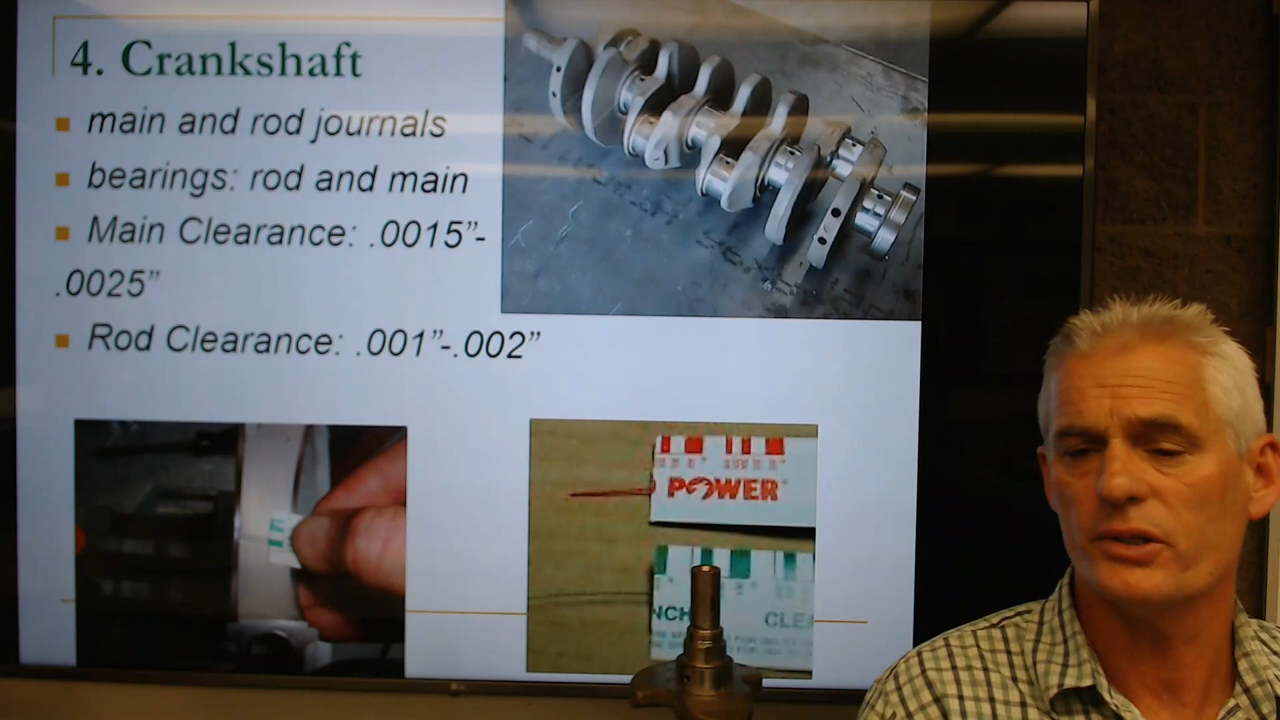 4. Crankshaft
main and rod journals
bearings: rod and main
Main Clearance: .0015”-
.0025”
Rod Clearance: .001”-.002”
POWER
NCH
CLEA